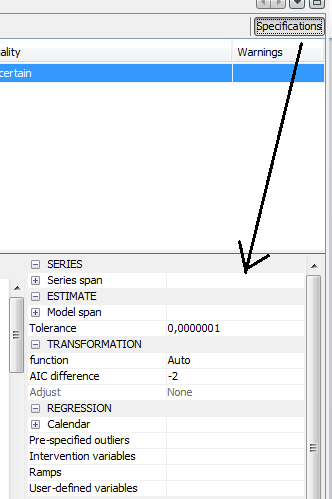 Specifications
ality Warnings
certain
SERIES
Series span
ESTIMATE
Model span
Tolerance 0,0000001
TRANSFORMATION
function Auto
AIC difference -2
Adjust None
REGRESSION
Calendar
Pre-specified outliers
Intervention variables
Ramps
User-defined variables